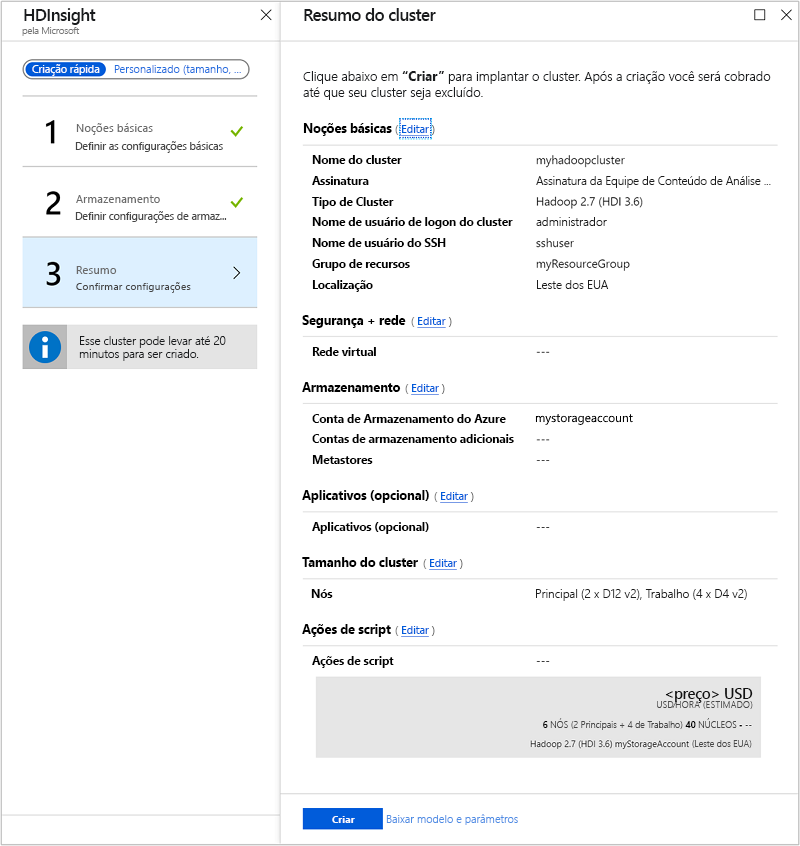 HDInsight
pela Microsoft
Criação rápida Personalizado (tamanho, ...
1 Noções básicas
Definir as configurações básicas
2 Armazenamento
Definir configurações de armaz...
3 Resumo
Confirmar configurações
Esse cluster pode levar até 20
minutos para ser criado.
Resumo do cluster
Clique abaixo em “Criar” para implantar o cluster. Após a criação você será cobrado
até que seu cluster seja excluído.
Noções básicas (Editar)
Nome do cluster myhadoopcluster
Assinatura Assinatura da Equipe de Conteúdo de Análise ...
Tipo de Cluster Hadoop 2.7 (HDI 3.6)
Nome de usuário de logon do cluster administrador
Nome de usuário do SSH sshuser
Grupo de recursos myResourceGroup
Localização Leste dos EUA
Segurança + rede ( Editar )
Rede virtual ---
Armazenamento ( Editar )
Conta de Armazenamento do Azure mystorageaccount
Contas de armazenamento adicionais ---
Metastores ---
Aplicativos (opcional) ( Editar )
Aplicativos (opcional) ---
Tamanho do cluster ( Editar )
Nós Principal (2 x D12 v2), Trabalho (4 x D4 v2)
Ações de script ( Editar )
Ações de script ---
<preço> USD
USD/HORA (ESTIMADO)
6 NÓS (2 Principais + 4 de Trabalho) 40 NÚCLEOS - --
Hadoop 2.7 (HDI 3.6) myStorageAccount (Leste dos EUA)
Criar Baixar modelo e parâmetros